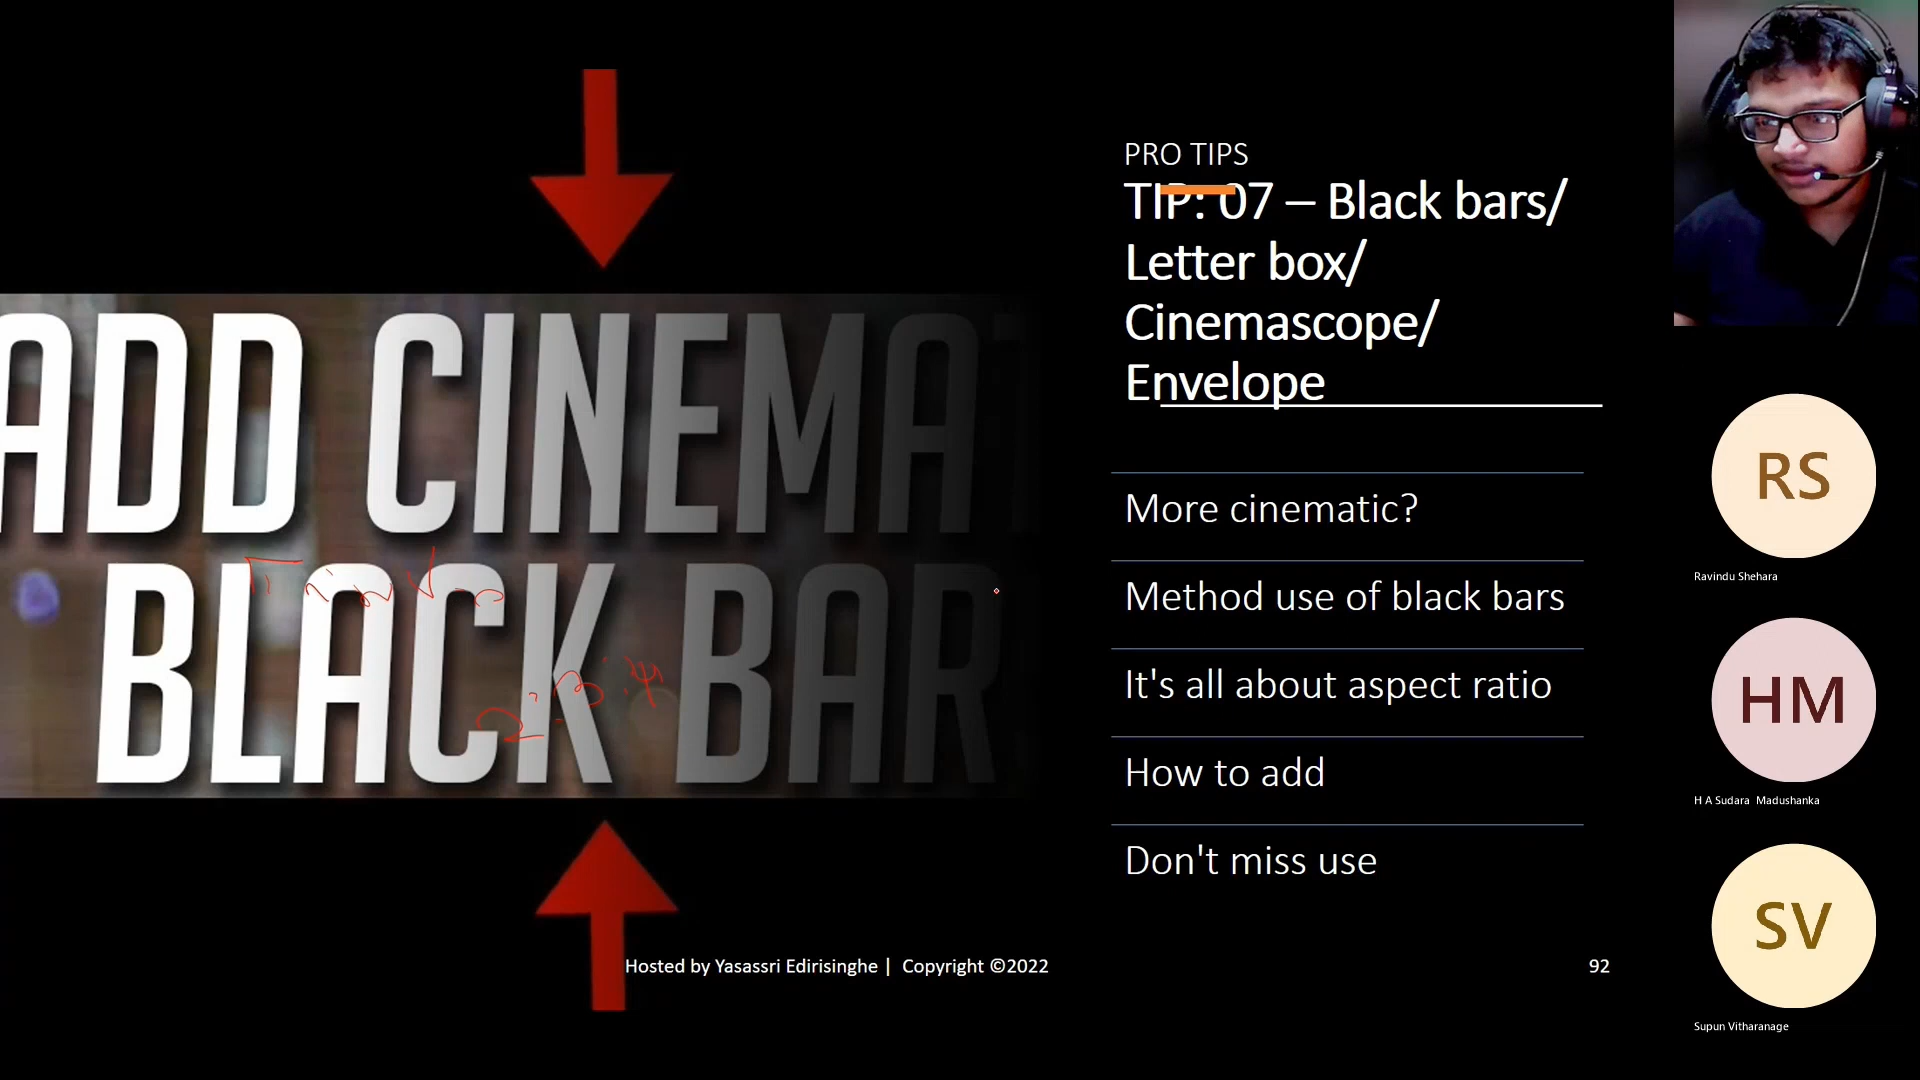 ADD CINEMAT
BLACK BAR
PRO TIPS
TIP: 07 – Black bars/
Letter box/
Cinemascope/
Envelope
More cinematic?
Method use of black bars
It's all about aspect ratio
How to add
Don't miss use
Hosted by Yasassri Edirisinghe | Copyright ©2022
92
RS
Ravindu Shehara
HM
H A Sudara Madushanka
SV
Supun Vitharanage